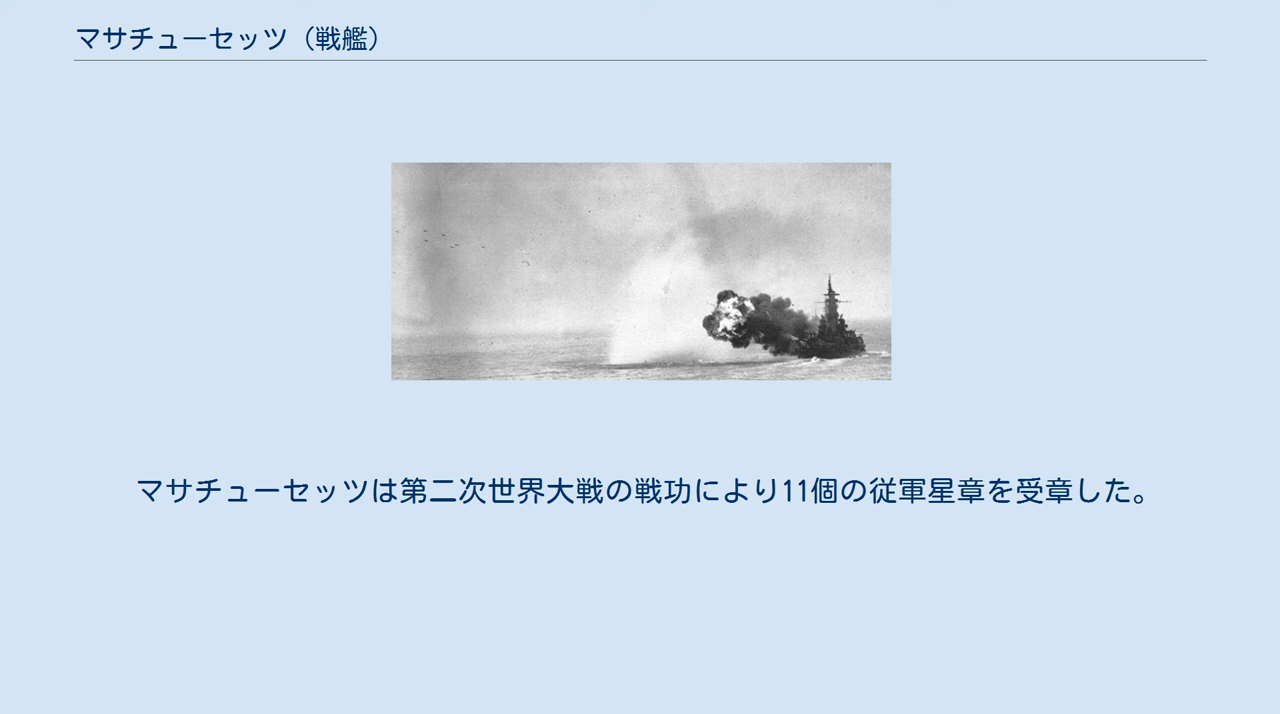 マサチューセッツ（戦艦）
マサチューセッツは第二次世界大戦の戦功により11個の従軍星章を受章した。